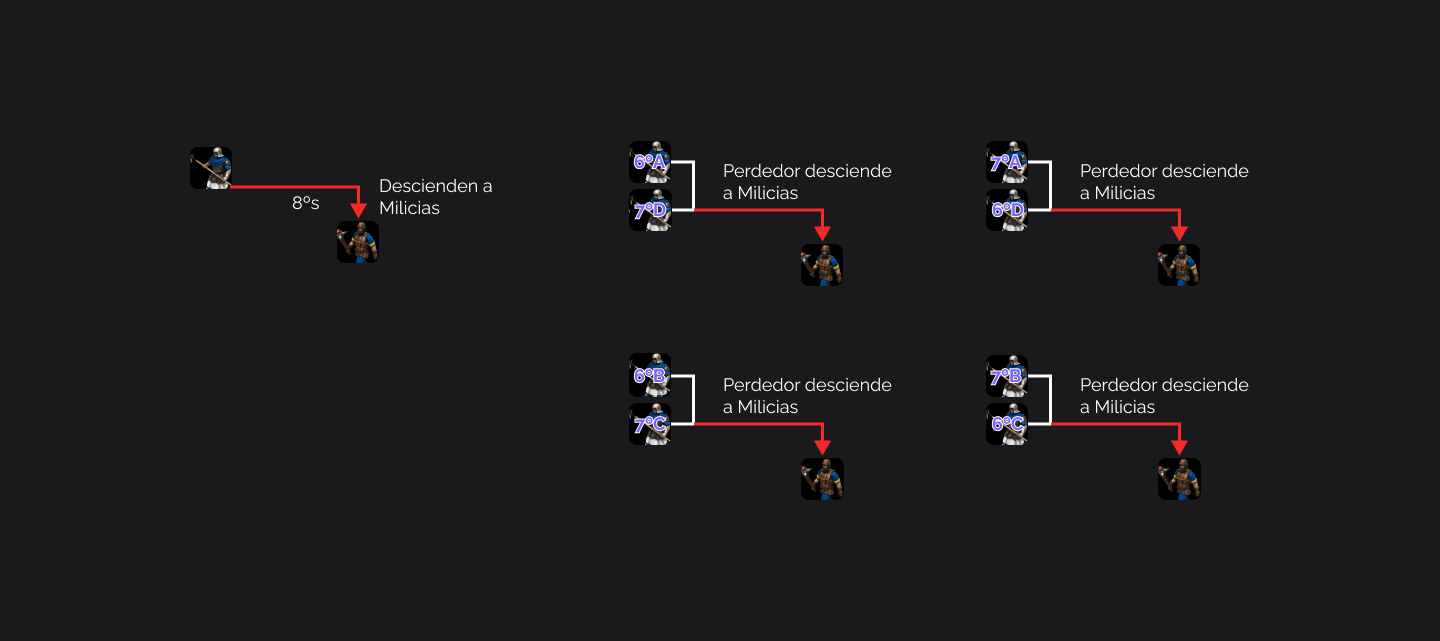 8ºs
Descienden a
Milicias
6ºA
7ºD
Perdedor desciende
a Milicias
7ºA
6ºD
Perdedor desciende
a Milicias
6ºB
7ºC
Perdedor desciende
a Milicias
7ºB
6ºC
Perdedor desciende
a Milicias